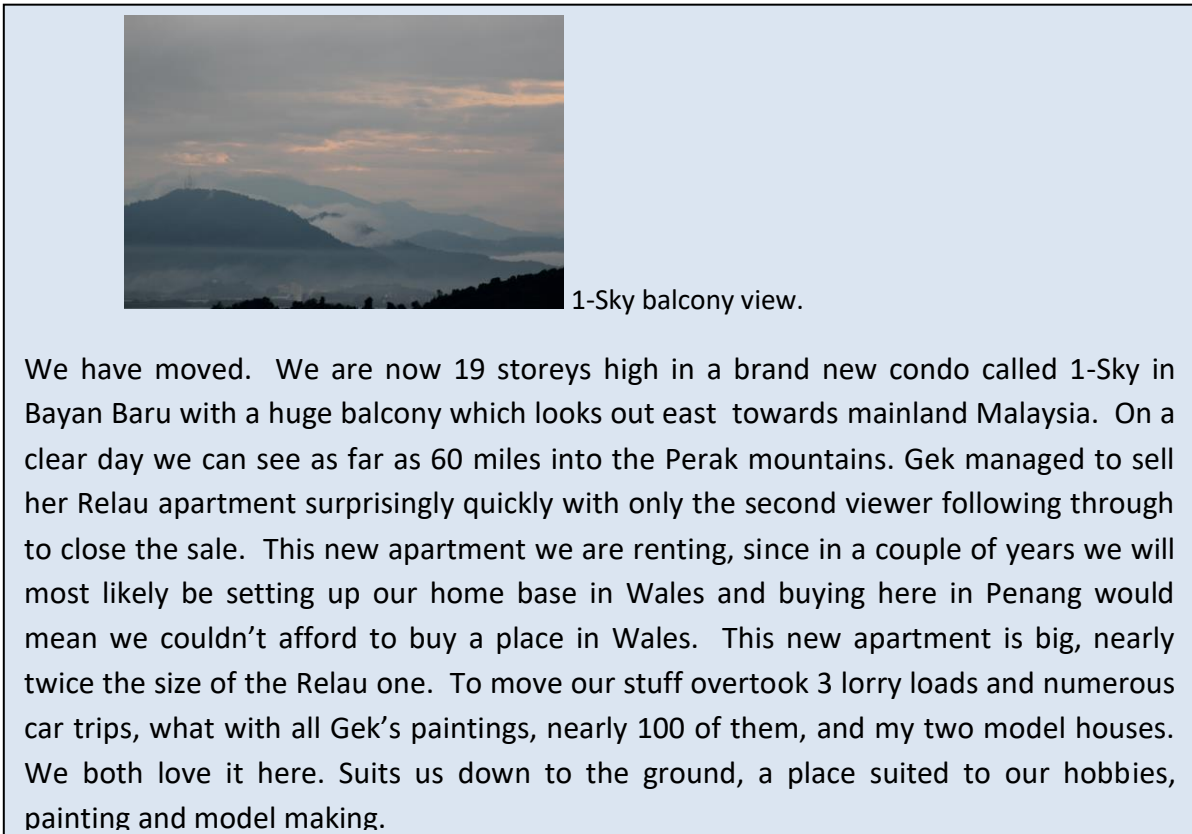 1-Sky balcony view.
We have moved.  We are now 19 storeys high in a brand new condo called 1-Sky in
Bayan Baru with a huge balcony which looks out east  towards mainland Malaysia.  On a
clear day we can see as far as 60 miles into the Perak mountains. Gek managed to sell
her Relau apartment surprisingly quickly with only the second viewer following through
to close the sale.  This new apartment we are renting, since in a couple of years we will
most likely be setting up our home base in Wales and buying here in Penang would
mean we couldn’t afford to buy a place in Wales.  This new apartment is big, nearly
twice the size of the Relau one.  To move our stuff overtook 3 lorry loads and numerous
car trips, what with all Gek’s paintings, nearly 100 of them, and my two model houses.
We both love it here. Suits us down to the ground, a place suited to our hobbies,
painting and model making.